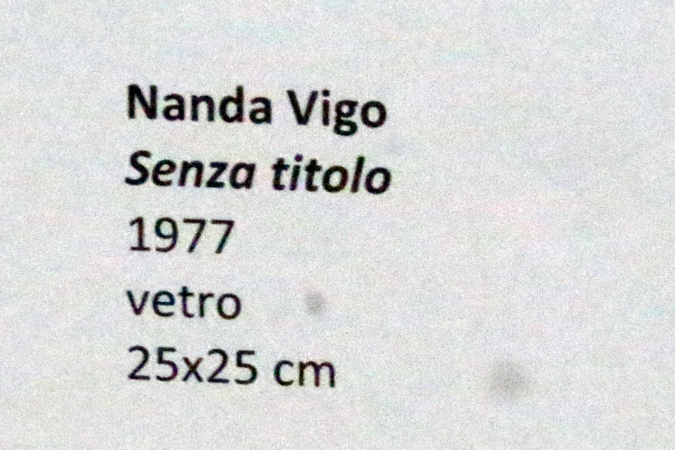 Nanda Vigo
Senza titolo
1977
vetro
25x25 cm